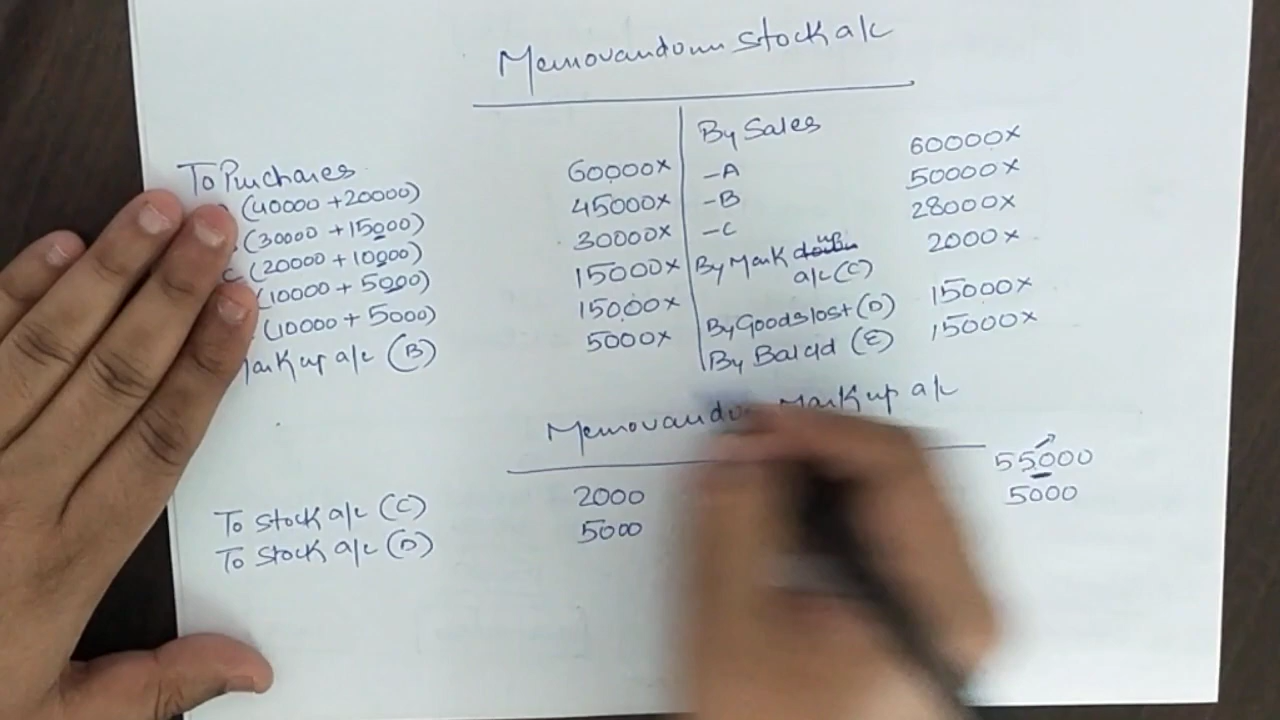 Memorandum Stock a/c
To Purchases
(40000 + 20000) 60000x
(30000 + 15000) 45000x
C (20000 + 10000) 30000x
(10000 + 5000) 15000x
(10000 + 5000) 15000x
Mark up a/c (B) 5000x
By Sales
-A 60000x
-B 50000x
-C 28000x
By Mark up a/c (C) 2000x
By Goods lost (D) 15000x
By Bal c/d (E) 15000x
Memorandum Mark up a/c
To Stock a/c (C) 2000
To Stock a/c (D) 5000
55000
5000